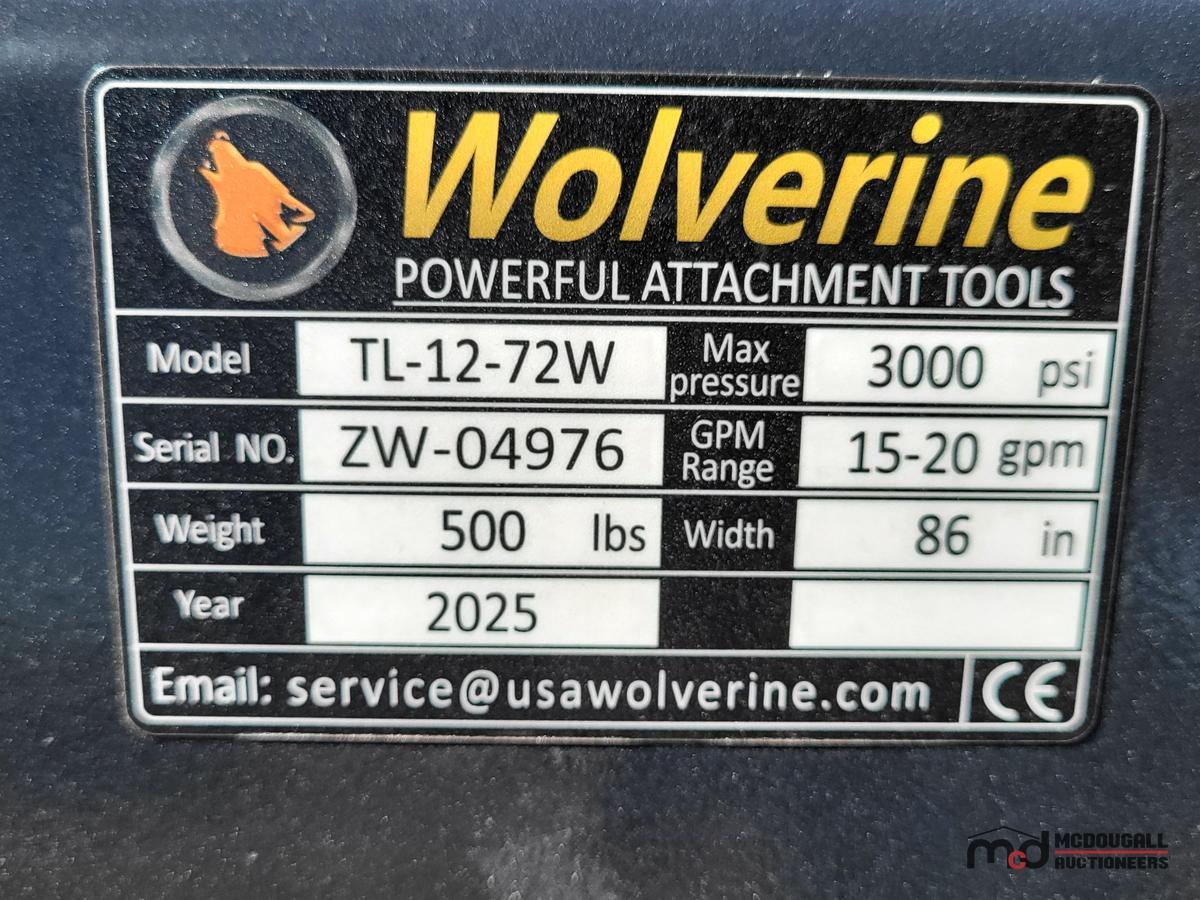 Wolverine
POWERFUL ATTACHMENT TOOLS
Model TL-12-72W Max pressure 3000 psi
Serial NO. ZW-04976 GPM Range 15-20 gpm
Weight 500 lbs Width 86 in
Year 2025
Email: service@usawolverine.com CE
mcd MCDOUGALL
AUCTIONEERS